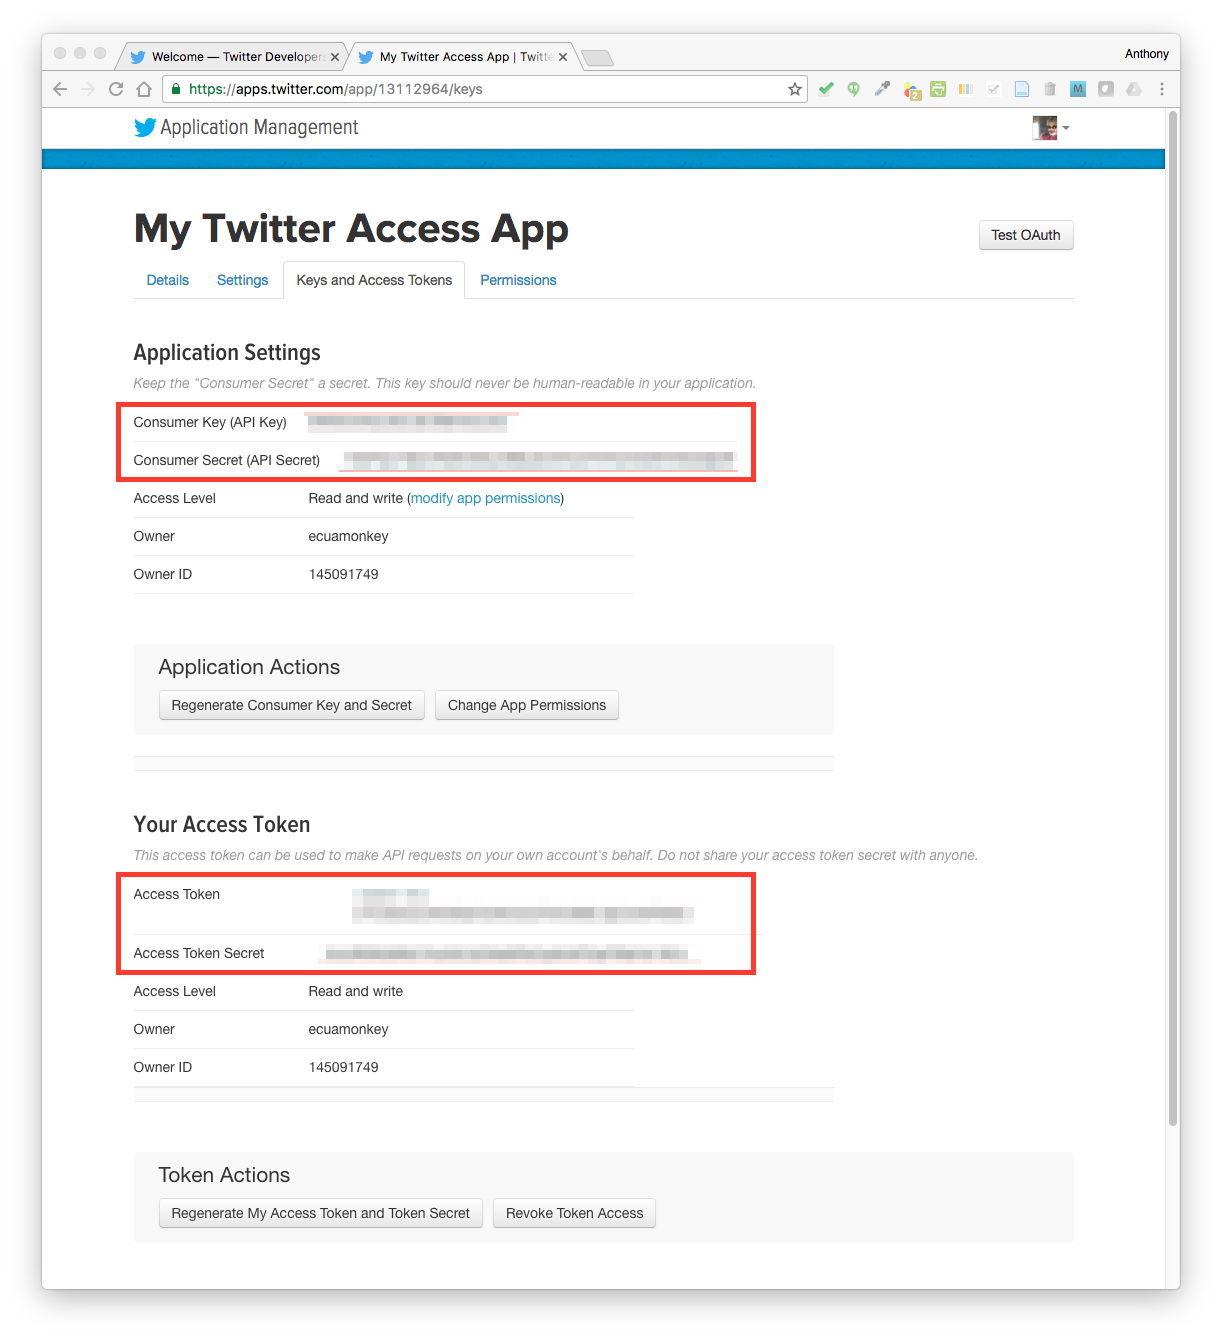 Welcome — Twitter Developer
My Twitter Access App | Twitte
Anthony
https://apps.twitter.com/app/13112964/keys
2
M
Application Management
My Twitter Access App
Test OAuth
Details Settings Keys and Access Tokens Permissions
Application Settings
Keep the "Consumer Secret" a secret. This key should never be human-readable in your application.
Consumer Key (API Key)
Consumer Secret (API Secret)
Access Level Read and write (modify app permissions)
Owner ecuamonkey
Owner ID 145091749
Application Actions
Regenerate Consumer Key and Secret Change App Permissions
Your Access Token
This access token can be used to make API requests on your own account's behalf. Do not share your access token secret with anyone.
Access Token
Access Token Secret
Access Level Read and write
Owner ecuamonkey
Owner ID 145091749
Token Actions
Regenerate My Access Token and Token Secret Revoke Token Access